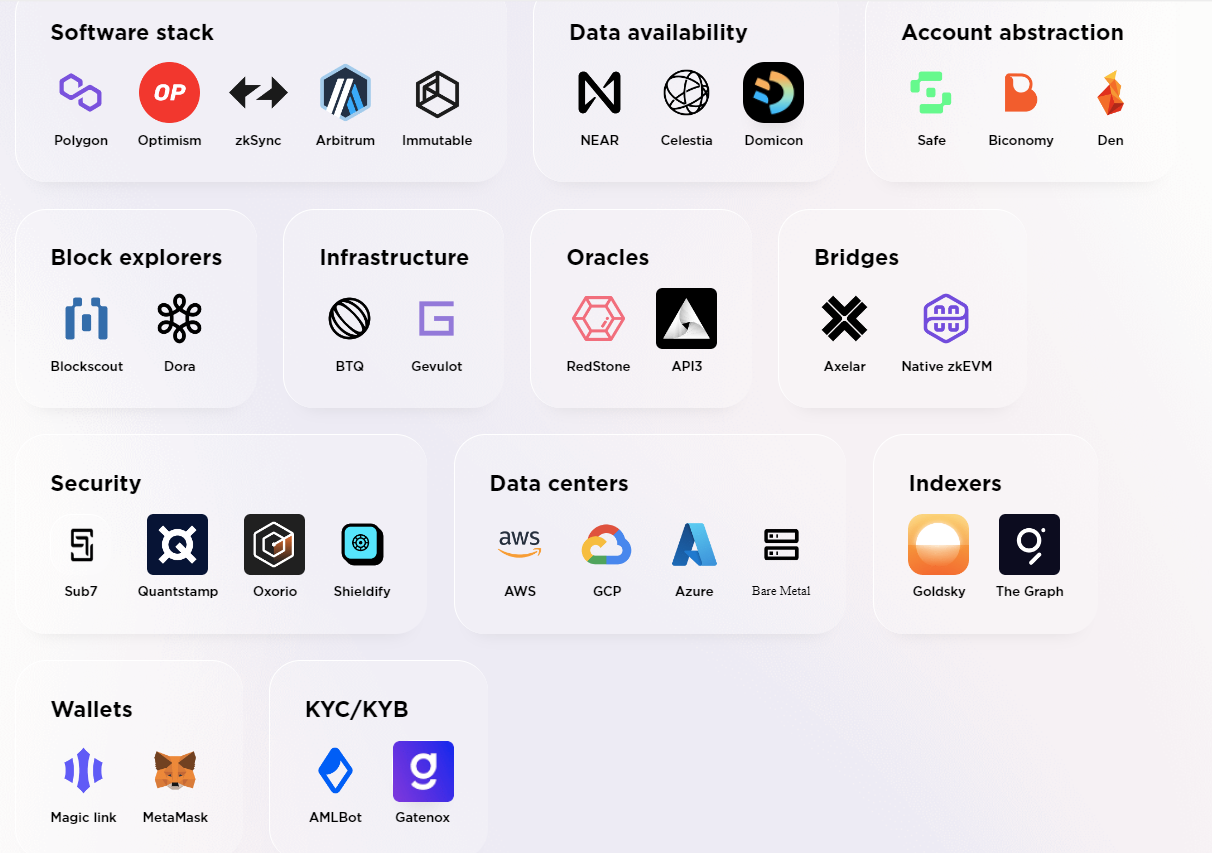 Software stack
OP
Polygon
Optimism
zkSync
Arbitrum
Immutable
Data availability
NEAR
Celestia
Domicon
Account abstraction
Safe
Biconomy
Den
Block explorers
Blockscout
Dora
Infrastructure
BTQ
Gevulot
Oracles
RedStone
API3
Bridges
Axelar
Native zkEVM
Security
Sub7
Quantstamp
Oxorio
Shieldify
Data centers
aws
AWS
GCP
Azure
Bare Metal
Indexers
Goldsky
The Graph
Wallets
Magic link
MetaMask
KYC/KYB
AMLBot
Gatenox